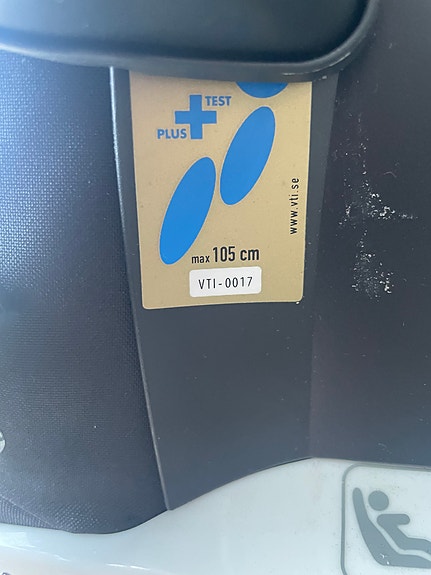 TEST
PLUS
www.vti.se
max 105 cm
VTI-0017